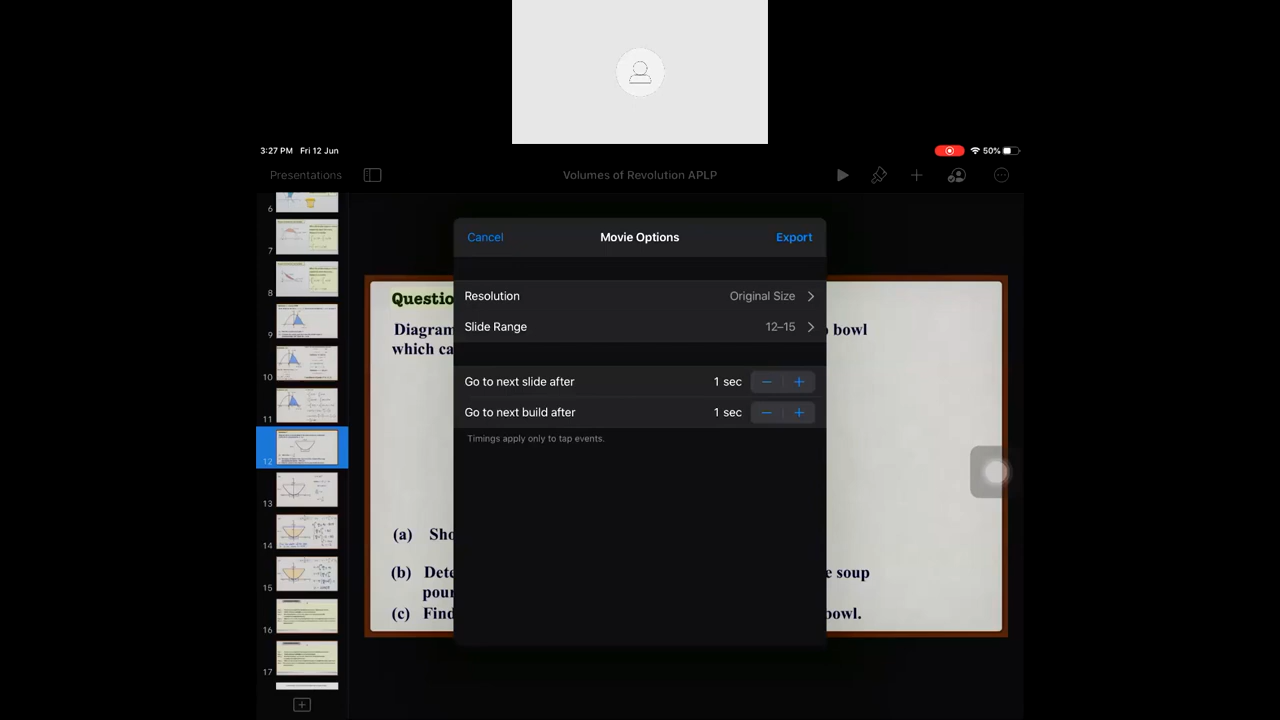 3:27 PM Fri 12 Jun
50%
Presentations
Volumes of Revolution APLP
Cancel
Movie Options
Export
Resolution
Original Size
Slide Range
12–15
Go to next slide after
1 sec
Go to next build after
1 sec
Timings apply only to tap events.
Questio
Diagram
bowl
which ca
(a) Sho
(b) Dete
e soup
pour
(c) Find
bowl.
6
7
8
9
10
11
12
13
14
15
16
17